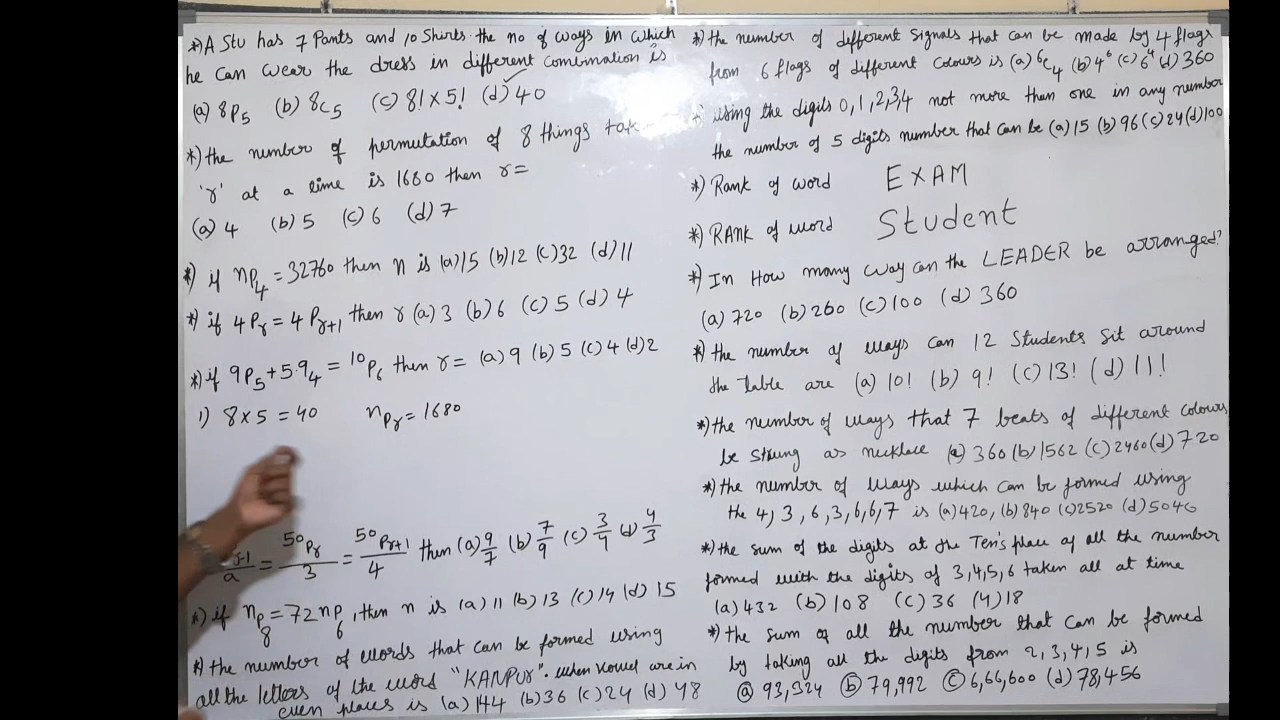 *) A Stu has 7 Pants and 10 Shirts the no of ways in which
he can wear the dress in different combination is
(a) 8P5 (b) 8C5 (c) 8! × 5! (d) 40
*) the number of permutation of 8 things
'r' at a time is 1680 then r=
(a) 4 (b) 5 (c) 6 (d) 7
*) if nP4 = 32760 then n is (a) 15 (b) 12 (c) 32 (d) 11
*) if 4Pr = 4Pr+1 then r (a) 3 (b) 6 (c) 5 (d) 4
*) if 9P5 + 5.94 = 10P6 then r = (a) 9 (b) 5 (c) 4 (d) 2
1) 8 × 5 = 40 nPr = 1680
= 50Pr/3 = 50Pr+1/4 then (a) 9/7 (b) 7/9 (c) 3/9 (d) 4/3
*) if nP8 = 72 nP6, then n is (a) 11 (b) 13 (c) 14 (d) 15
*) the number of words that can be formed using
all the letters of the word "KANPUr". when vowel are in
even places is (a) 144 (b) 36 (c) 24 (d) 48
*) the number of different signals that can be made by 4 flags
from 6 flags of different colours is (a) 6C4 (b) 4^6 (c) 6^4 (d) 360
using the digits 0, 1, 2, 3, 4 not more then one in any number
the number of 5 digits number that can be (a) 15 (b) 96 (c) 24 (d) 100
*) Rank of word EXAM
*) RANK of word Student
*) In How many way can the LEADER be arranged?
(a) 720 (b) 260 (c) 100 (d) 360
*) the number of ways can 12 Students sit around
the table are (a) 10! (b) 9! (c) 13! (d) 11!
*) the number of ways that 7 beats of different colours
be strung as necklace (a) 360 (b) 1562 (c) 2460 (d) 720
*) the number of ways which can be formed using
the 4, 3, 6, 3, 6, 6, 7 is (a) 420, (b) 840 (c) 2520 (d) 5040
*) the sum of the digits at the Ten's place of all the number
formed with the digits of 3, 4, 5, 6 taken all at time
(a) 432 (b) 108 (c) 36 (4) 18
*) the sum of all the number that can be formed
by taking all the digits from 2, 3, 4, 5 is
(a) 93,324 (b) 79,992 (c) 6,66,600 (d) 78,456